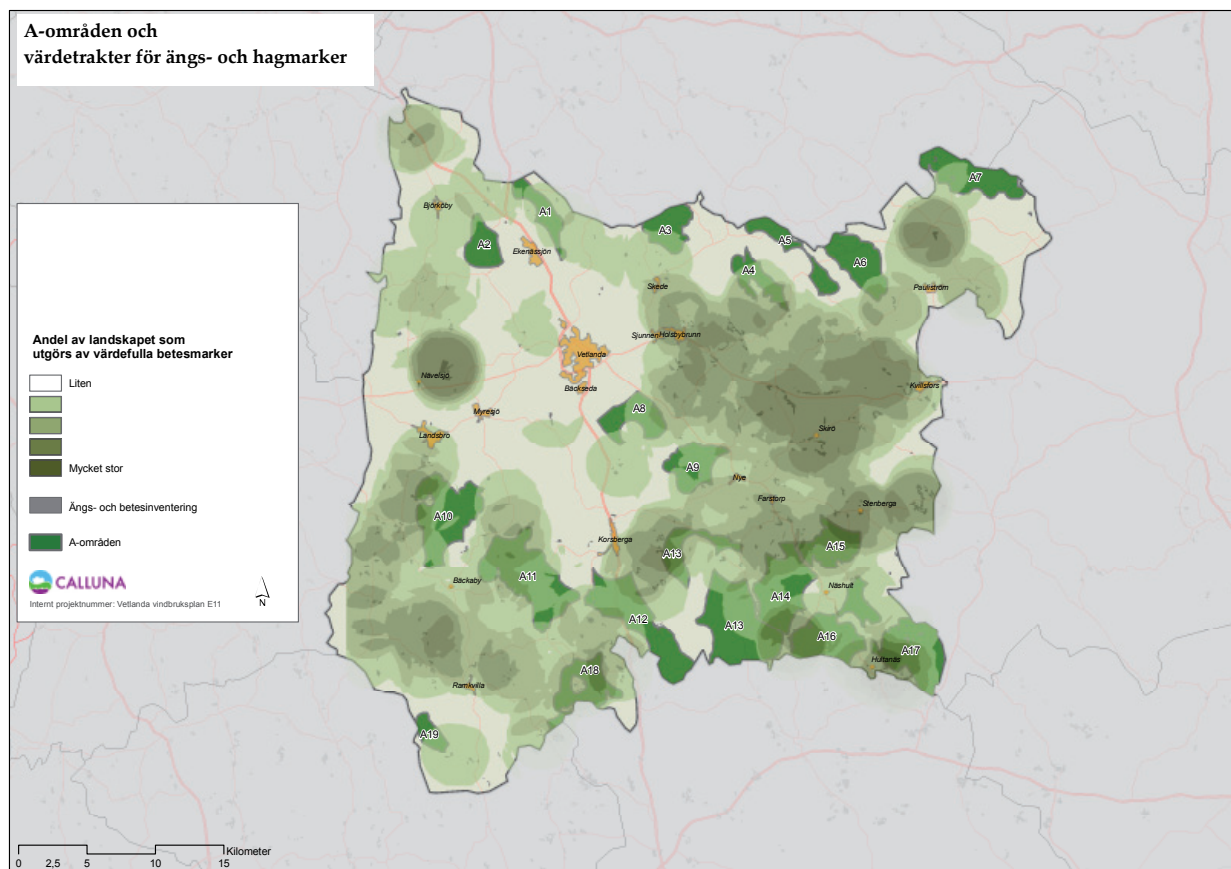 A-områden och
värdetrakter för ängs- och hagmarker
Andel av landskapet som
utgörs av värdefulla betesmarker
Liten
Mycket stor
Ängs- och betesinventering
A-områden
CALLUNA
Internt projektnummer: Vetlanda vindbruksplan E11
N
0 2,5 5 10 15
Kilometer
A7
Björköby
A1
A2
A3
A5
Ekenässjön
A6
A4
Skede
Pauliström
Sjunnen
Holsbybrunn
Vetlanda
Nävelsjö
Bäckseda
Kvillsfors
Myresjö
A8
Landsbro
Skirö
A9
Nye
Farstorp
Stenberga
A10
Korsberga
A15
A13
A11
Bäckaby
Näshult
A14
A12
A13
A16
A17
Hultanäs
A18
Ramkvilla
A19